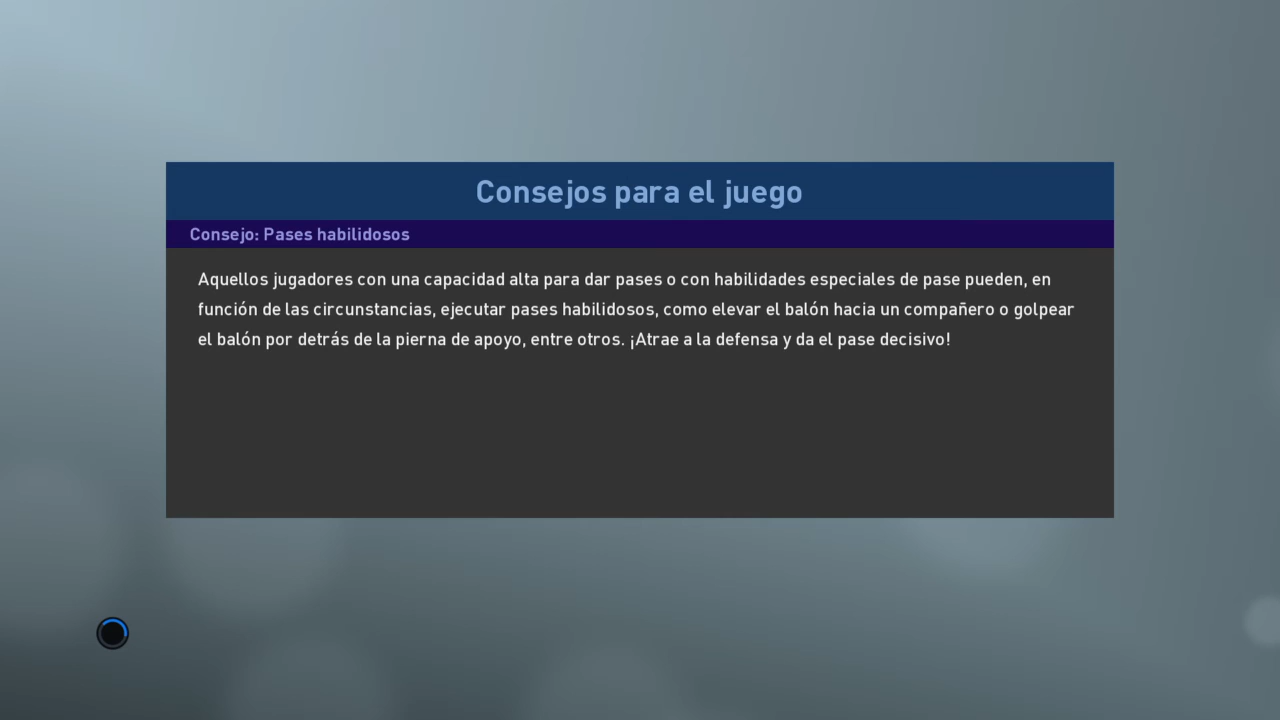 Consejos para el juego
Consejo: Pases habilidosos
Aquellos jugadores con una capacidad alta para dar pases o con habilidades especiales de pase pueden, en
función de las circunstancias, ejecutar pases habilidosos, como elevar el balón hacia un compañero o golpear
el balón por detrás de la pierna de apoyo, entre otros. ¡Atrae a la defensa y da el pase decisivo!